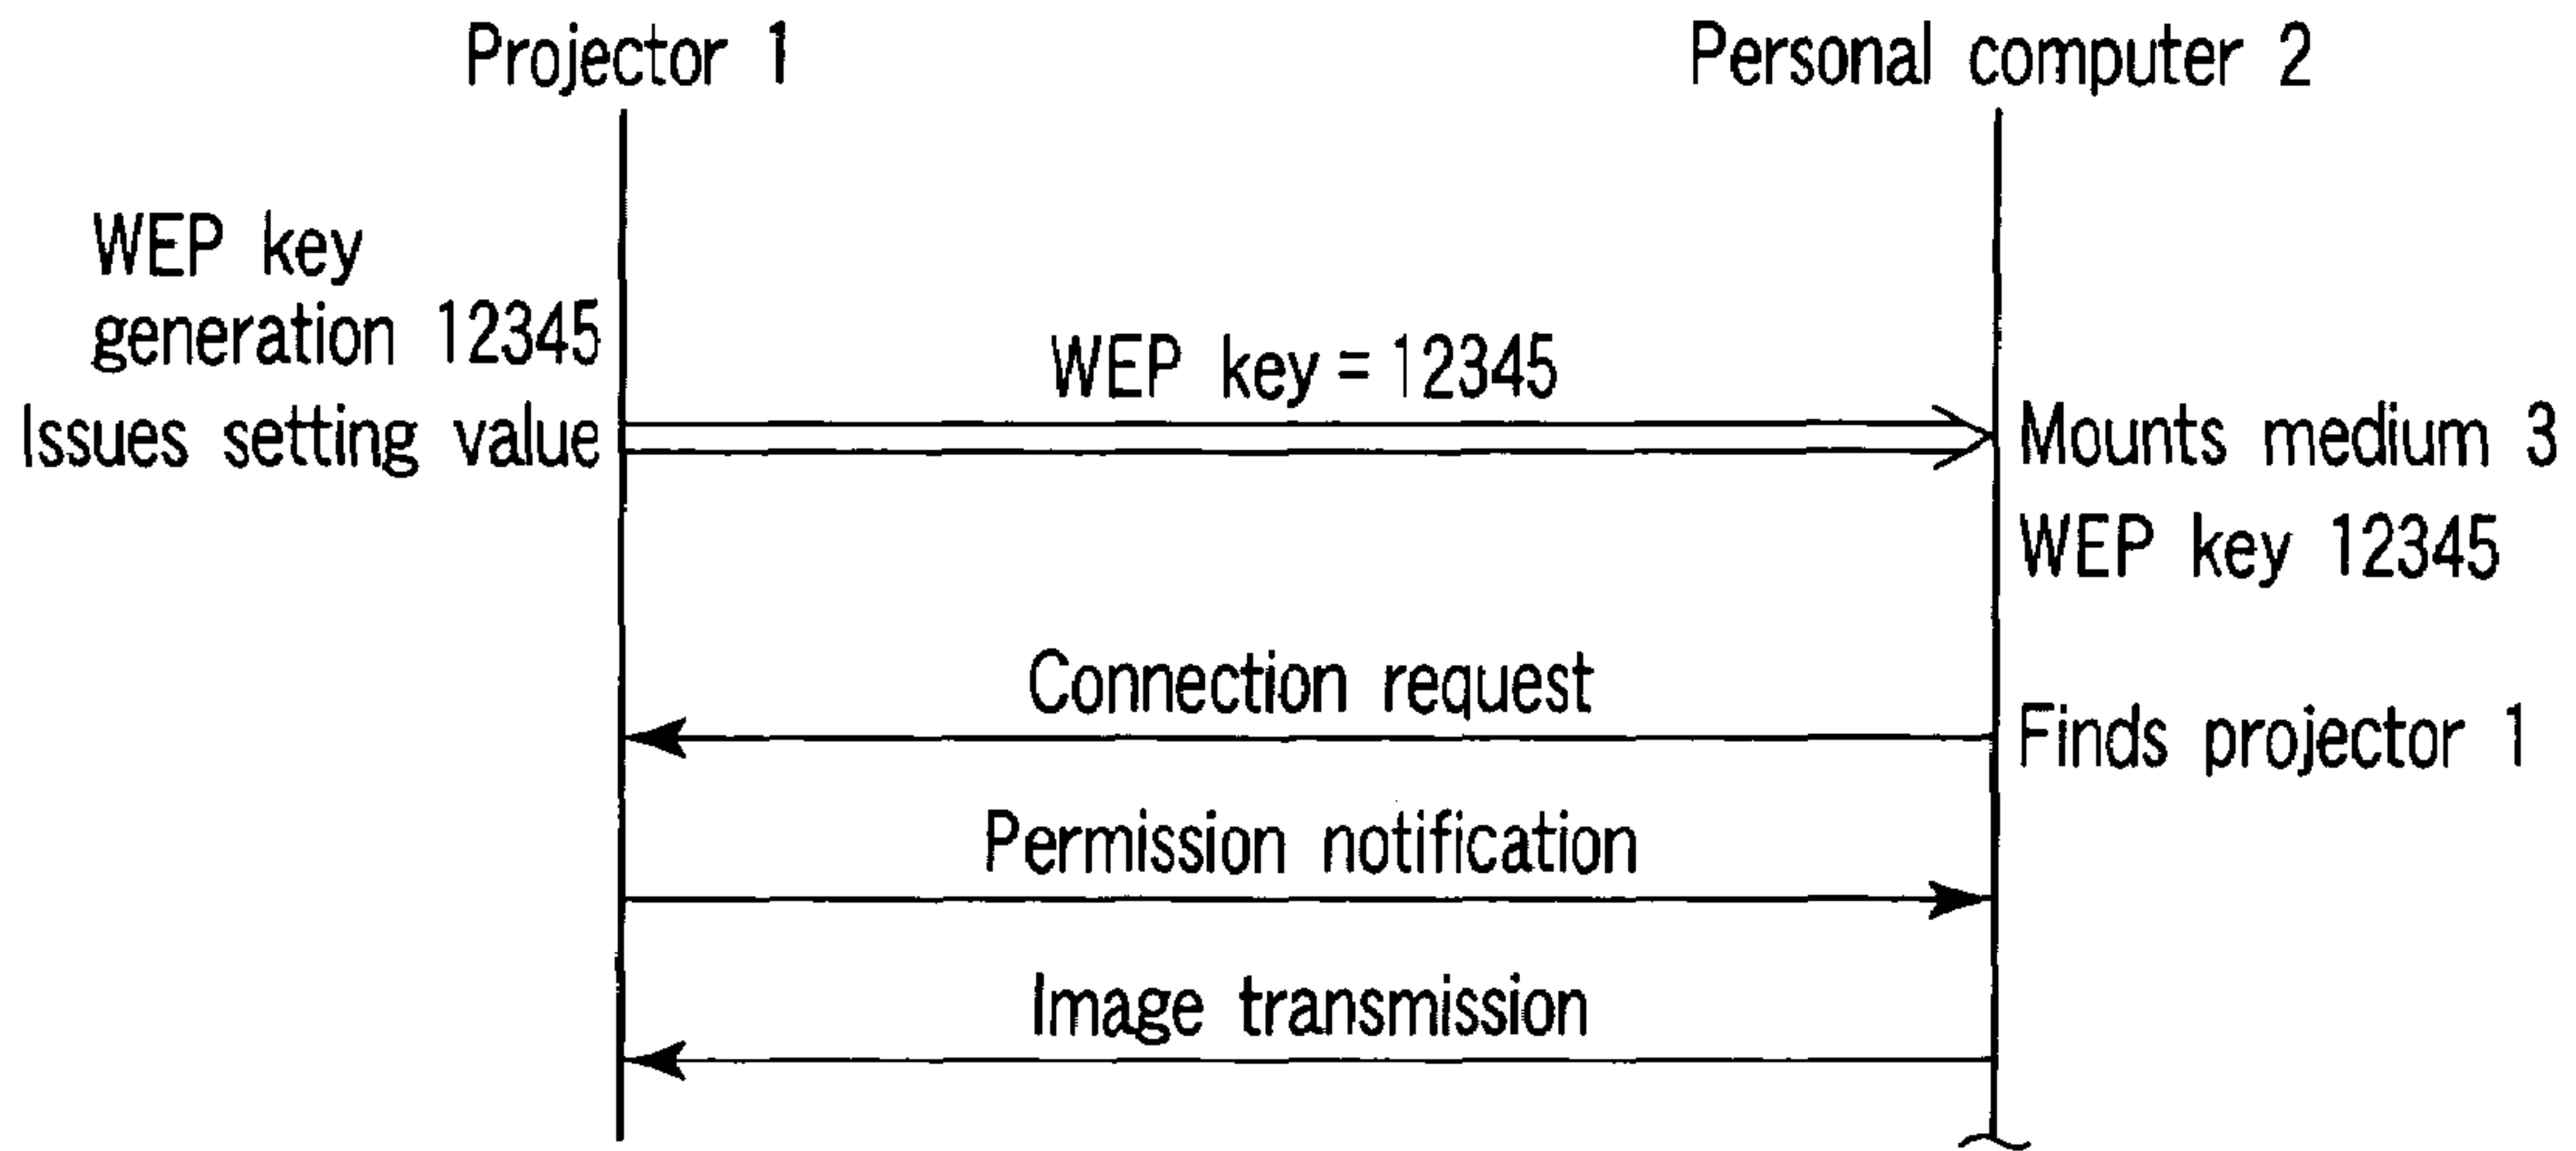 Projector 1
Personal computer 2
WEP key
generation 12345
WEP key = 12345
Issues setting value
Mounts medium 3
WEP key 12345
Connection request
Finds projector 1
Permission notification
Image transmission